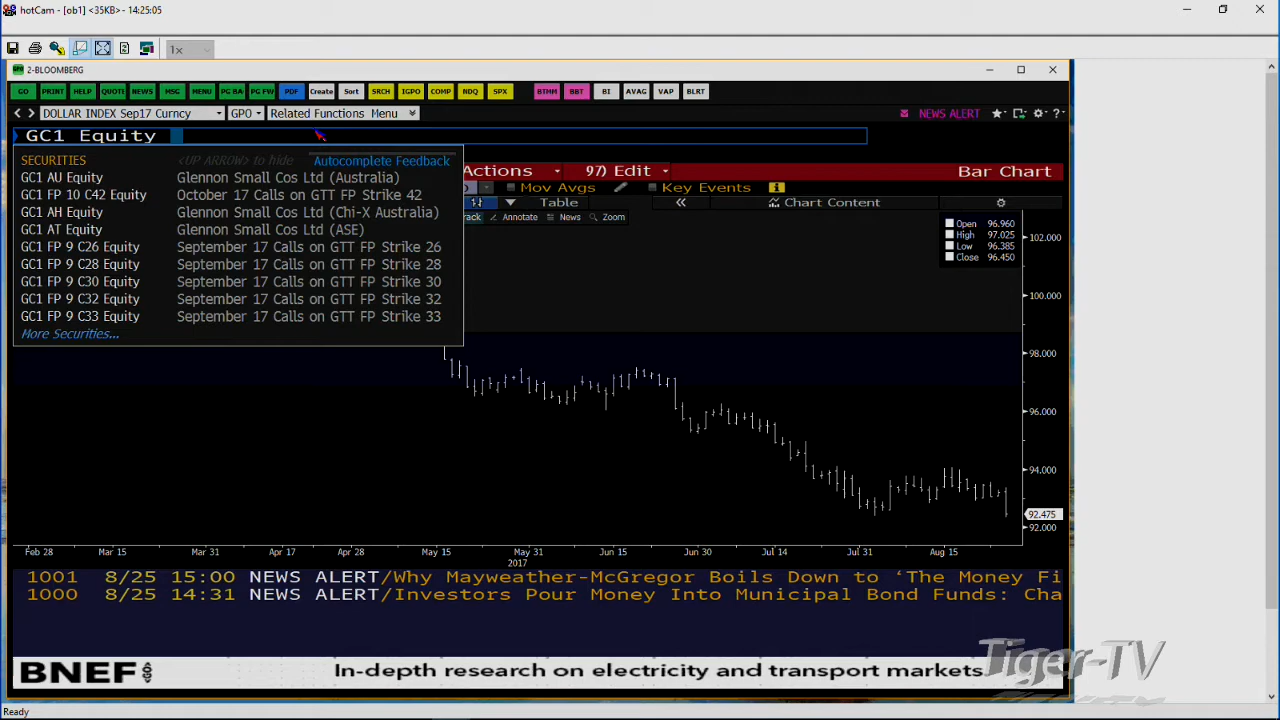 hotCam - [ob1] <35KB> - 14:25:05
1x
2-BLOOMBERG
GO PRINT HELP QUOTE NEWS MSG MENU PG BA PG FW PDF Create Sort SRCH IGPO COMP NDQ SPX BTMM BBT BI AVAG VAP BLRT
DOLLAR INDEX Sep17 Curncy GPO Related Functions Menu NEWS ALERT
GC1 Equity
SECURITIES <UP ARROW> to hide Autocomplete Feedback
GC1 AU Equity Glennon Small Cos Ltd (Australia)
GC1 FP 10 C42 Equity October 17 Calls on GTT FP Strike 42
GC1 AH Equity Glennon Small Cos Ltd (Chi-X Australia)
GC1 AT Equity Glennon Small Cos Ltd (ASE)
GC1 FP 9 C26 Equity September 17 Calls on GTT FP Strike 26
GC1 FP 9 C28 Equity September 17 Calls on GTT FP Strike 28
GC1 FP 9 C30 Equity September 17 Calls on GTT FP Strike 30
GC1 FP 9 C32 Equity September 17 Calls on GTT FP Strike 32
GC1 FP 9 C33 Equity September 17 Calls on GTT FP Strike 33
More Securities...
Actions 97) Edit Bar Chart
Mov Avgs Key Events
Table « Chart Content
rack Annotate News Zoom
Open 96.960
High 97.025
Low 96.385
Close 96.450
102.000
100.000
98.000
96.000
94.000
92.475
92.000
Feb 28 Mar 15 Mar 31 Apr 17 Apr 28 May 15 May 31 Jun 15 Jun 30 Jul 14 Jul 31 Aug 15
2017
1001 8/25 15:00 NEWS ALERT/Why Mayweather-McGregor Boils Down to ‘The Money Fi
1000 8/25 14:31 NEWS ALERT/Investors Pour Money Into Municipal Bond Funds: Cha
BNEF In-depth research on electricity and transport markets
Tiger-TV
Ready